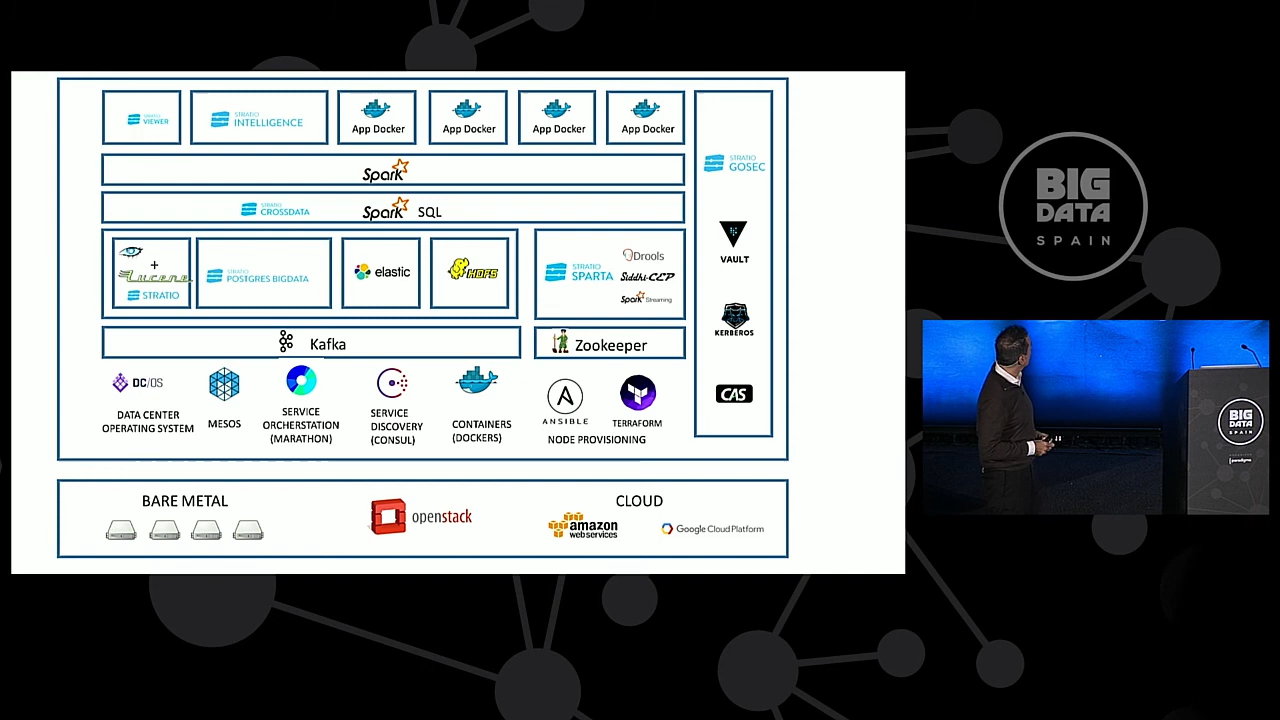 STRATIO
VIEWER
STRATIO
INTELLIGENCE
App Docker
App Docker
App Docker
App Docker
Spark
STRATIO
CROSSDATA
Spark SQL
+
Lucene
STRATIO
STRATIO
POSTGRES BIGDATA
elastic
HDFS
STRATIO
SPARTA
Drools
Siddhi-CEP
Spark Streaming
STRATIO
GOSEC
VAULT
KERBEROS
CAS
Kafka
Zookeeper
DC/OS
DATA CENTER
OPERATING SYSTEM
MESOS
SERVICE
ORCHERSTATION
(MARATHON)
SERVICE
DISCOVERY
(CONSUL)
CONTAINERS
(DOCKERS)
ANSIBLE
TERRAFORM
NODE PROVISIONING
BARE METAL
openstack
CLOUD
amazon
webservices
Google Cloud Platform
BIG
DATA
SPAIN
BIG
DATA
SPAIN